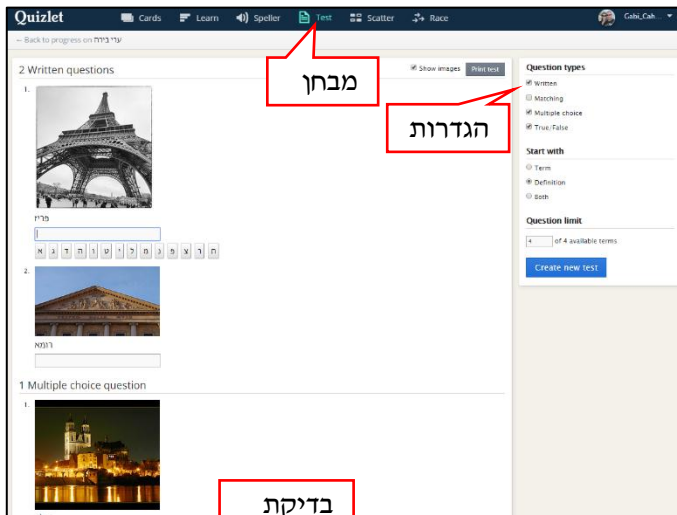 Quizlet Cards Learn Speller Test Scatter Race Gabi_Cah...
← Back to progress on ערי בירה
2 Written questions
Show images Print test
מבחן
הגדרות
1.
פריז
א ג ד ה ו ט י ל מ נ פ צ ר ח
2.
רומא
1 Multiple choice question
1.
בדיקת
Question types
Written
Matching
Multiple choice
True/False
Start with
Term
Definition
Both
Question limit
4 of 4 available terms
Create new test